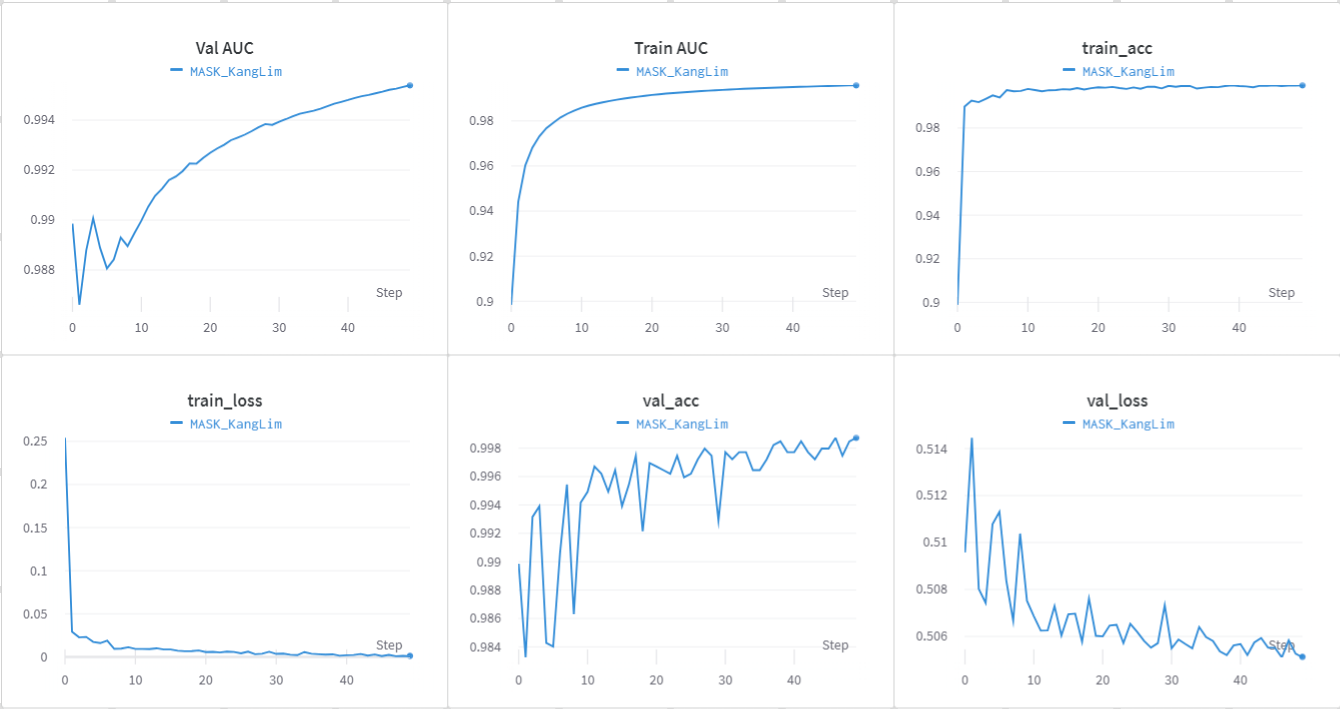 Val AUC
MASK_KangLim
0.994
0.992
0.99
0.988
Step
0 10 20 30 40
Train AUC
MASK_KangLim
0.98
0.96
0.94
0.92
0.9
Step
0 10 20 30 40
train_acc
MASK_KangLim
0.98
0.96
0.94
0.92
0.9
Step
0 10 20 30 40
train_loss
MASK_KangLim
0.25
0.2
0.15
0.1
0.05
0
Step
0 10 20 30 40
val_acc
MASK_KangLim
0.998
0.996
0.994
0.992
0.99
0.988
0.986
0.984
Step
0 10 20 30 40
val_loss
MASK_KangLim
0.514
0.512
0.51
0.508
0.506
Step
0 10 20 30 40